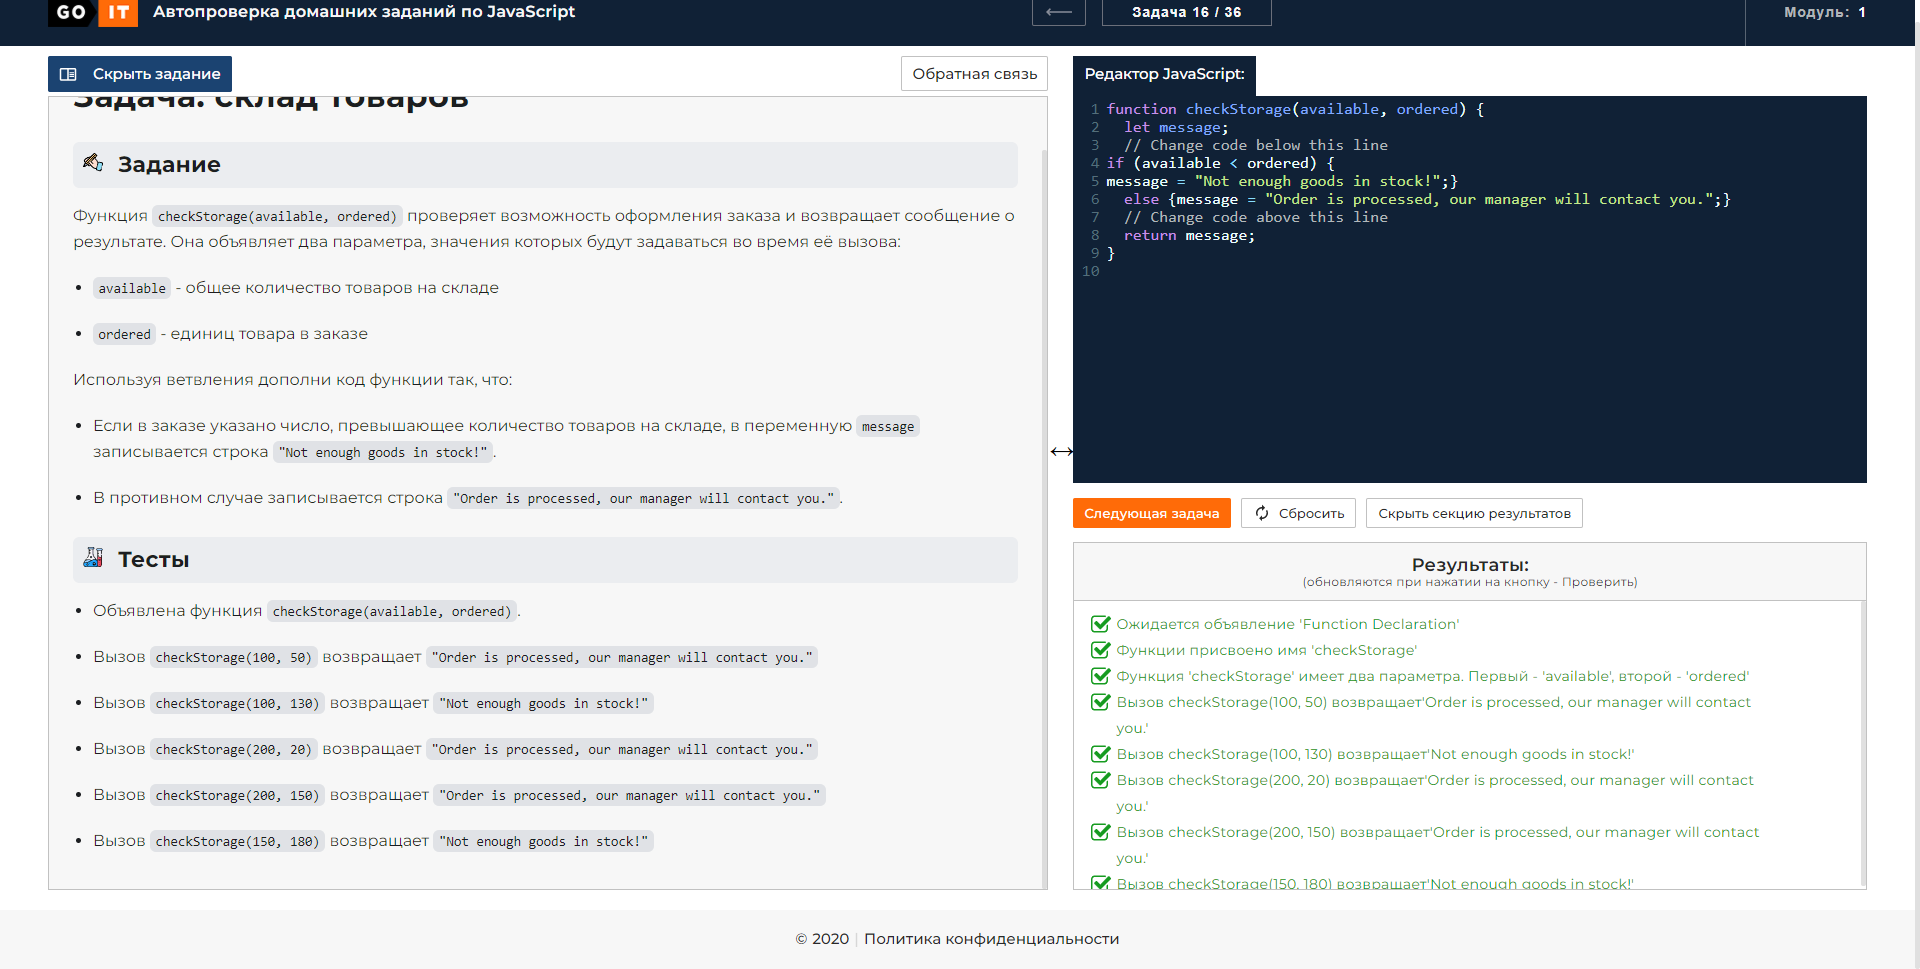 GO IT
Автопроверка домашних заданий по JavaScript
Задача 16 / 36
Модуль: 1
Скрыть задание
Обратная связь
Задача: склад товаров
Задание
Функция checkStorage(available, ordered) проверяет возможность оформления заказа и возвращает сообщение о
результате. Она объявляет два параметра, значения которых будут задаваться во время её вызова:
• available - общее количество товаров на складе
• ordered - единиц товара в заказе
Используя ветвления дополни код функции так, что:
• Если в заказе указано число, превышающее количество товаров на складе, в переменную message
записывается строка "Not enough goods in stock!".
• В противном случае записывается строка "Order is processed, our manager will contact you.".
Тесты
• Объявлена функция checkStorage(available, ordered).
• Вызов checkStorage(100, 50) возвращает "Order is processed, our manager will contact you."
• Вызов checkStorage(100, 130) возвращает "Not enough goods in stock!"
• Вызов checkStorage(200, 20) возвращает "Order is processed, our manager will contact you."
• Вызов checkStorage(200, 150) возвращает "Order is processed, our manager will contact you."
• Вызов checkStorage(150, 180) возвращает "Not enough goods in stock!"
Редактор JavaScript:
1 function checkStorage(available, ordered) {
2 let message;
3 // Change code below this line
4 if (available < ordered) {
5 message = "Not enough goods in stock!";}
6 else {message = "Order is processed, our manager will contact you.";}
7 // Change code above this line
8 return message;
9 }
10
Следующая задача
Сбросить
Скрыть секцию результатов
Результаты:
(обновляются при нажатии на кнопку - Проверить)
Ожидается объявление 'Function Declaration'
Функции присвоено имя 'checkStorage'
Функция 'checkStorage' имеет два параметра. Первый - 'available', второй - 'ordered'
Вызов checkStorage(100, 50) возвращает'Order is processed, our manager will contact
you.'
Вызов checkStorage(100, 130) возвращает'Not enough goods in stock!'
Вызов checkStorage(200, 20) возвращает'Order is processed, our manager will contact
you.'
Вызов checkStorage(200, 150) возвращает'Order is processed, our manager will contact
you.'
Вызов checkStorage(150, 180) возвращает'Not enough goods in stock!'
© 2020 | Политика конфиденциальности